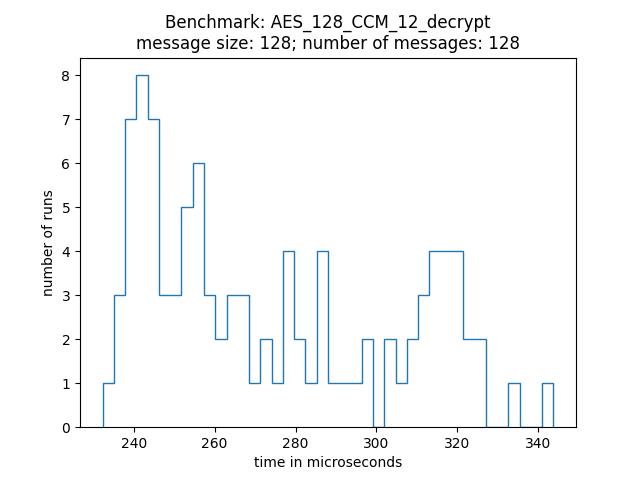 Benchmark: AES_128_CCM_12_decrypt
message size: 128; number of messages: 128
8
7
6
5
4
3
2
1
0
number of runs
240 260 280 300 320 340
time in microseconds